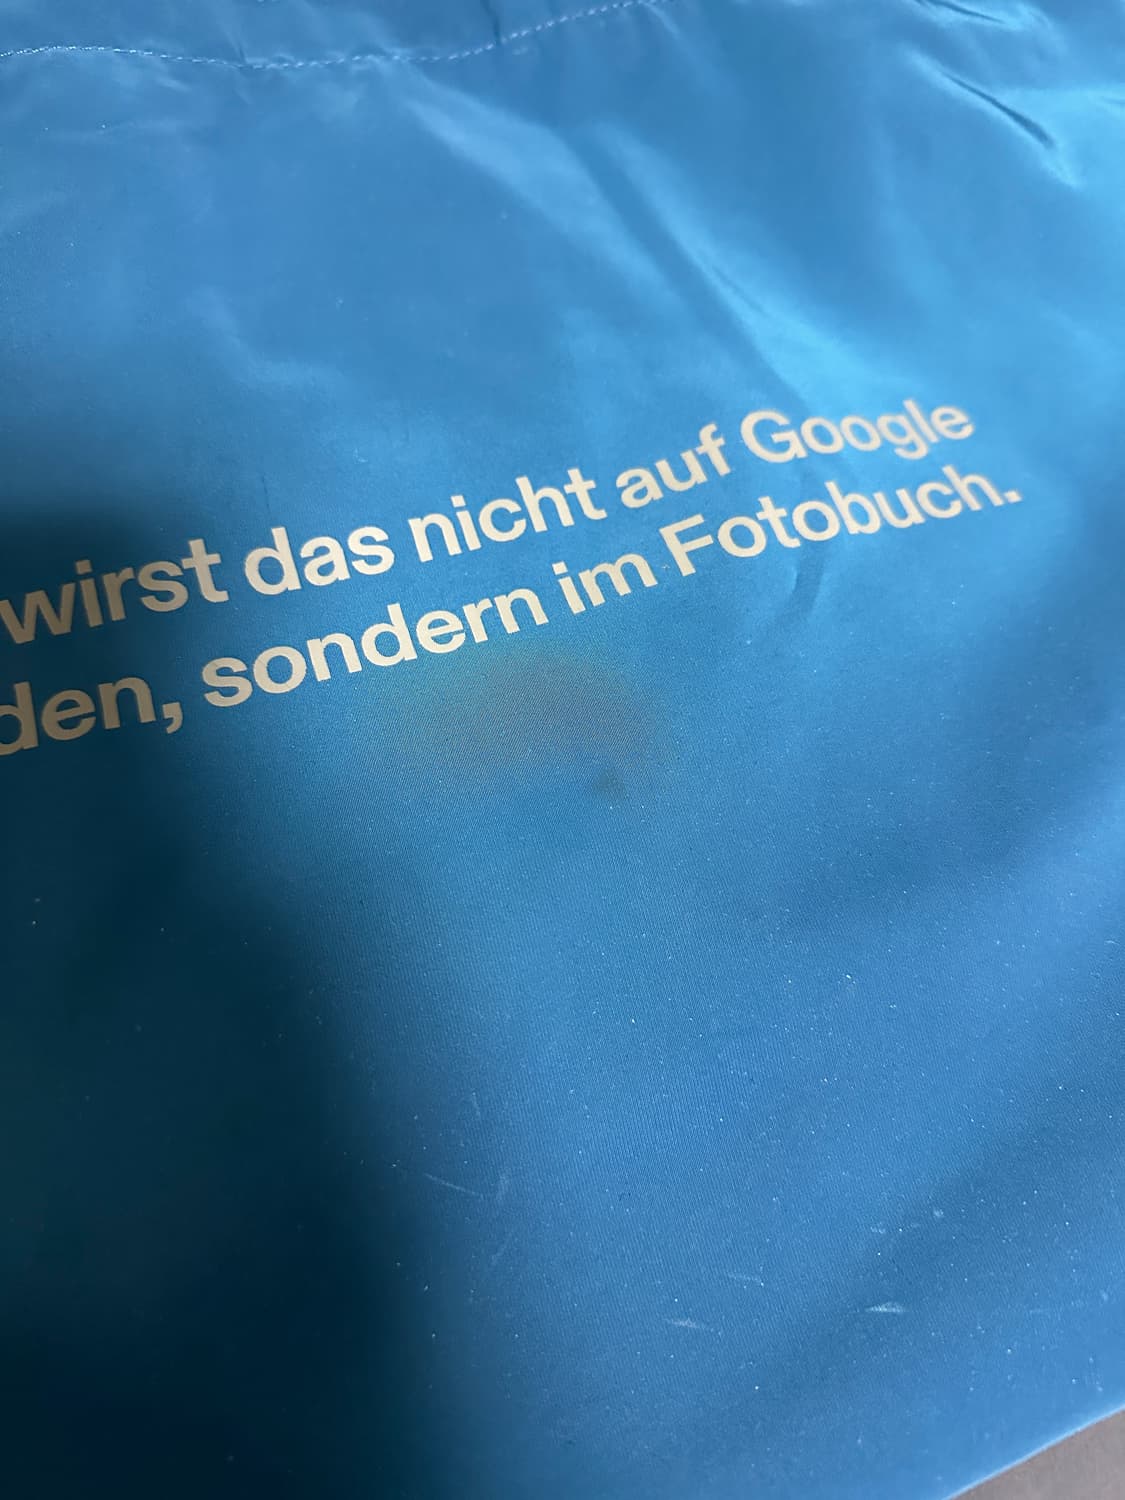 wirst das nicht auf Google
den, sondern im Fotobuch.